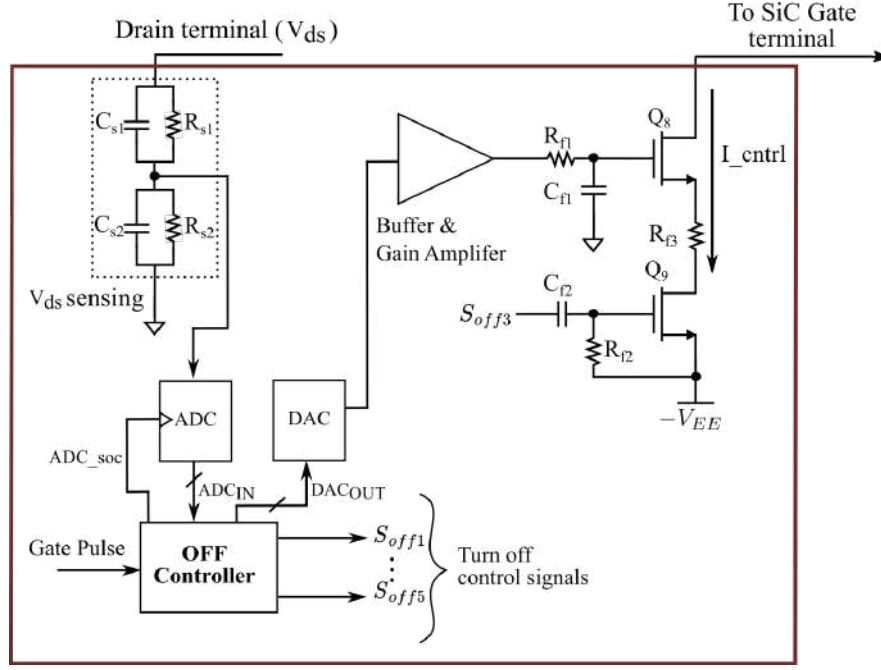 Drain terminal (Vds)
To SiC Gate
terminal
Cs1
Rs1
Cs2
Rs2
Vds sensing
Buffer &
Gain Amplifer
Rf1
Cf1
Q8
I_cntrl
Rf3
Q9
Cf2
Soff3
Rf2
−VEE
ADC
DAC
ADC_soc
ADCIN
DACOUT
Gate Pulse
OFF
Controller
Soff1
⋮
Soff5
Turn off
control signals